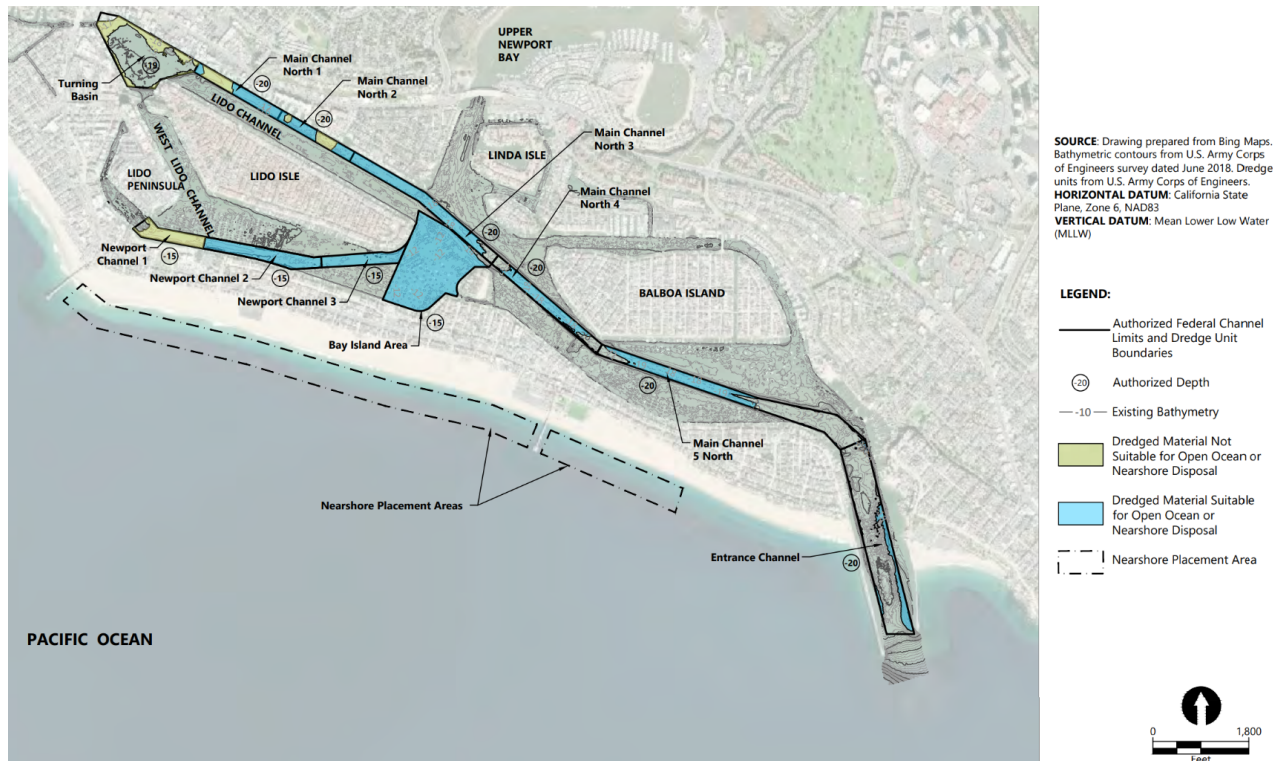 UPPER
NEWPORT
BAY
Main Channel
North 1
-20
-19
Turning
Basin
Main Channel
North 2
-20
LIDO CHANNEL
Main Channel
North 3
-20
LINDA ISLE
WEST LIDO CHANNEL
LIDO
PENINSULA
LIDO ISLE
Main Channel
North 4
-20
Newport
Channel 1
-15
Newport Channel 2
-15
Newport Channel 3
-15
BALBOA ISLAND
-15
Bay Island Area
-20
Main Channel
5 North
Nearshore Placement Areas
Entrance Channel
-20
PACIFIC OCEAN
SOURCE: Drawing prepared from Bing Maps.
Bathymetric contours from U.S. Army Corps
of Engineers survey dated June 2018. Dredge
units from U.S. Army Corps of Engineers.
HORIZONTAL DATUM: California State
Plane, Zone 6, NAD83
VERTICAL DATUM: Mean Lower Low Water
(MLLW)
LEGEND:
Authorized Federal Channel
Limits and Dredge Unit
Boundaries
-20
Authorized Depth
-10
Existing Bathymetry
Dredged Material Not
Suitable for Open Ocean or
Nearshore Disposal
Dredged Material Suitable
for Open Ocean or
Nearshore Disposal
Nearshore Placement Area
0
1,800
Feet